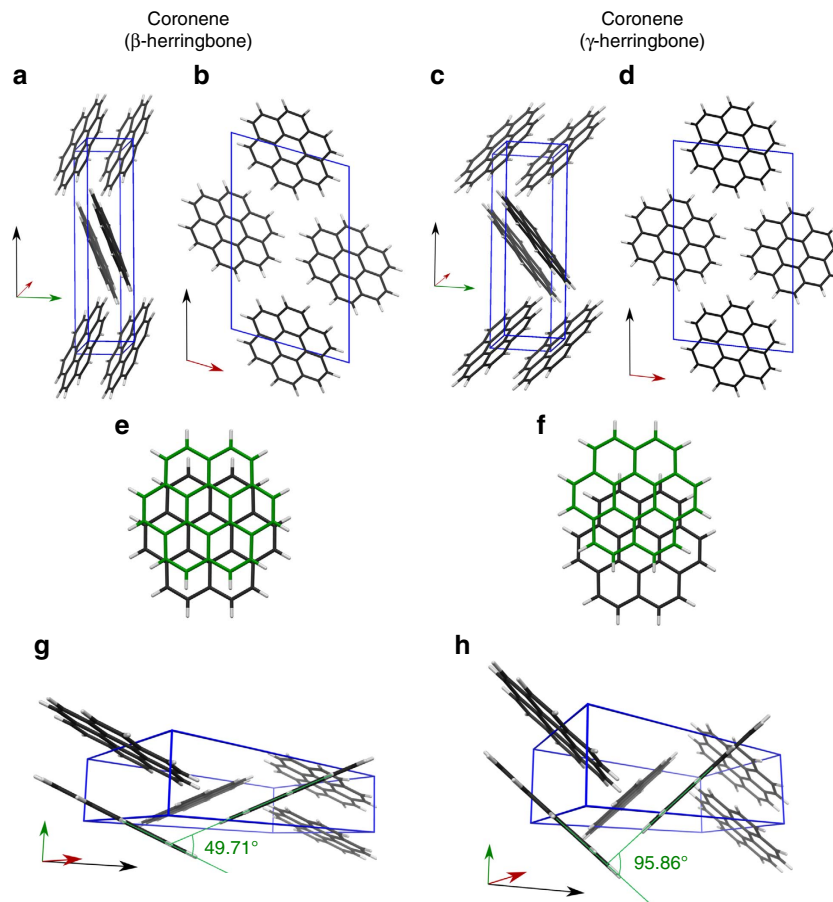 Coronene
(β-herringbone)
Coronene
(γ-herringbone)
a
b
c
d
e
f
g
h
49.71°
95.86°